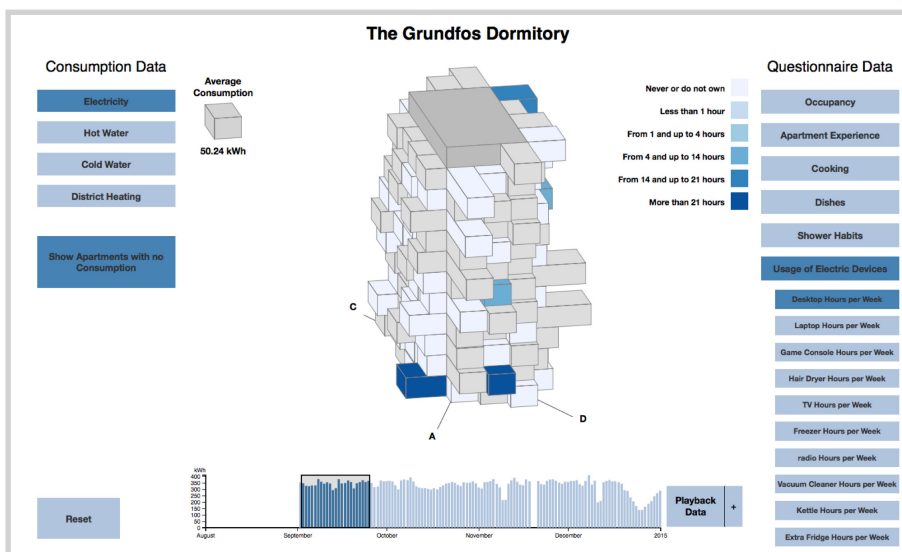 The Grundfos Dormitory
Consumption Data
Electricity
Hot Water
Cold Water
District Heating
Show Apartments with no
Consumption
Average
Consumption
50.24 kWh
Never or do not own
Less than 1 hour
From 1 and up to 4 hours
From 4 and up to 14 hours
From 14 and up to 21 hours
More than 21 hours
Questionnaire Data
Occupancy
Apartment Experience
Cooking
Dishes
Shower Habits
Usage of Electric Devices
Desktop Hours per Week
Laptop Hours per Week
Game Console Hours per Week
Hair Dryer Hours per Week
TV Hours per Week
Freezer Hours per Week
radio Hours per Week
Vacuum Cleaner Hours per Week
Kettle Hours per Week
Extra Fridge Hours per Week
C
D
A
kWh
400
350
300
250
200
150
100
50
0
August
September
October
November
December
2015
Reset
Playback
Data
+